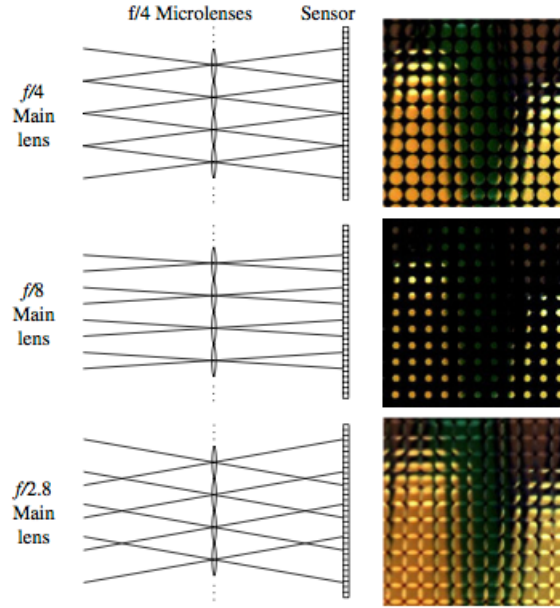 f/4 Microlenses Sensor
f/4
Main
lens
f/8
Main
lens
f/2.8
Main
lens